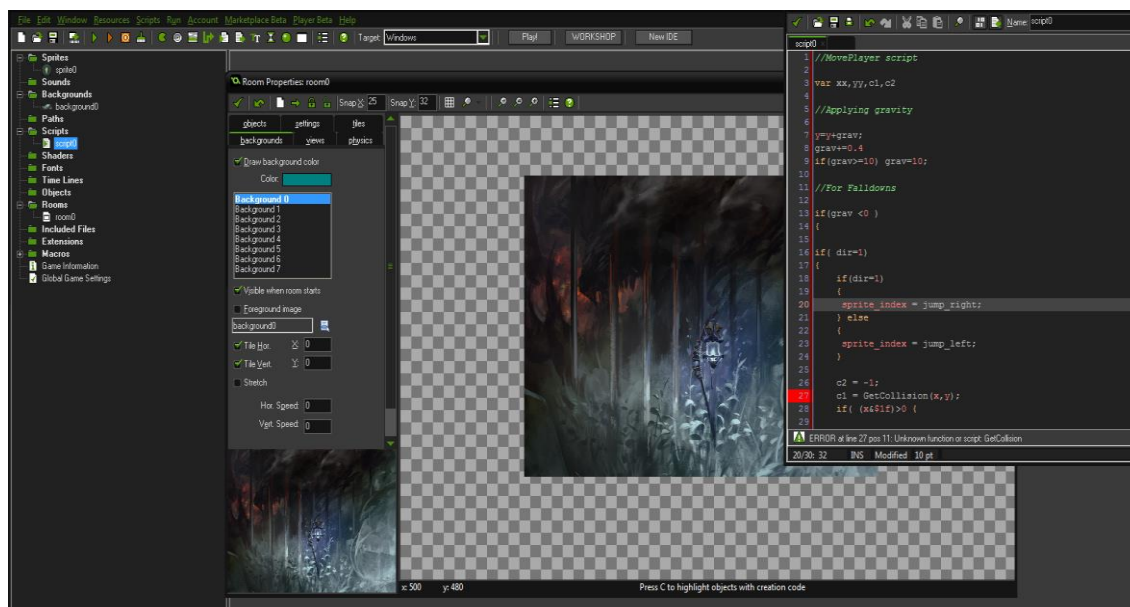 File Edit Window Resources Scripts Run Account Marketplace Beta Player Beta Help
Target: Windows Play! WORKSHOP New IDE
Sprites
sprite0
Sounds
Backgrounds
background0
Paths
Scripts
script0
Shaders
Fonts
Time Lines
Objects
Rooms
room0
Included Files
Extensions
Macros
Game Information
Global Game Settings
Room Properties: room0
Snap X: 25 Snap Y: 32
objects settings tiles
backgrounds views physics
Draw background color
Color:
Background 0
Background 1
Background 2
Background 3
Background 4
Background 5
Background 6
Background 7
Visible when room starts
Foreground image
background0
Tile Hor. X: 0
Tile Vert. Y: 0
Stretch
Hor. Speed: 0
Vert. Speed: 0
x: 500 y: 480 Press C to highlight objects with creation code
Name: script0
script0
1 //MovePlayer script
2
3 var xx,yy,c1,c2
4
5 //Applying gravity
6
7 y=y+grav;
8 grav+=0.4
9 if(grav>=10) grav=10;
10
11 //For Falldowns
12
13 if(grav <0 )
14 {
15
16 if( dir=1)
17 {
18 if(dir=1)
19 {
20 sprite_index = jump_right;
21 } else
22 {
23 sprite_index = jump_left;
24 }
25
26 c2 = -1;
27 c1 = GetCollision(x,y);
28 if( (x&$1f)>0 {
29
ERROR at line 27 pos 11: Unknown function or script: GetCollision
20/30: 32 INS Modified 10 pt